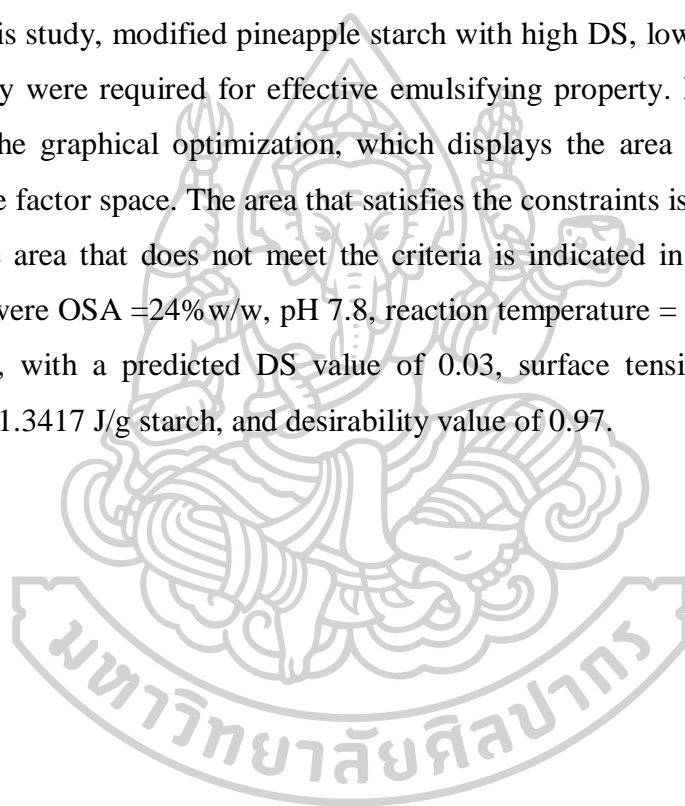 is study, modified pineapple starch with high DS, low
y were required for effective emulsifying property.
he graphical optimization, which displays the area
e factor space. The area that satisfies the constraints is
area that does not meet the criteria is indicated in
were OSA =24%w/w, pH 7.8, reaction temperature =
, with a predicted DS value of 0.03, surface tensi
1.3417 J/g starch, and desirability value of 0.97.
มหาวิทยาลัยศิลปากร